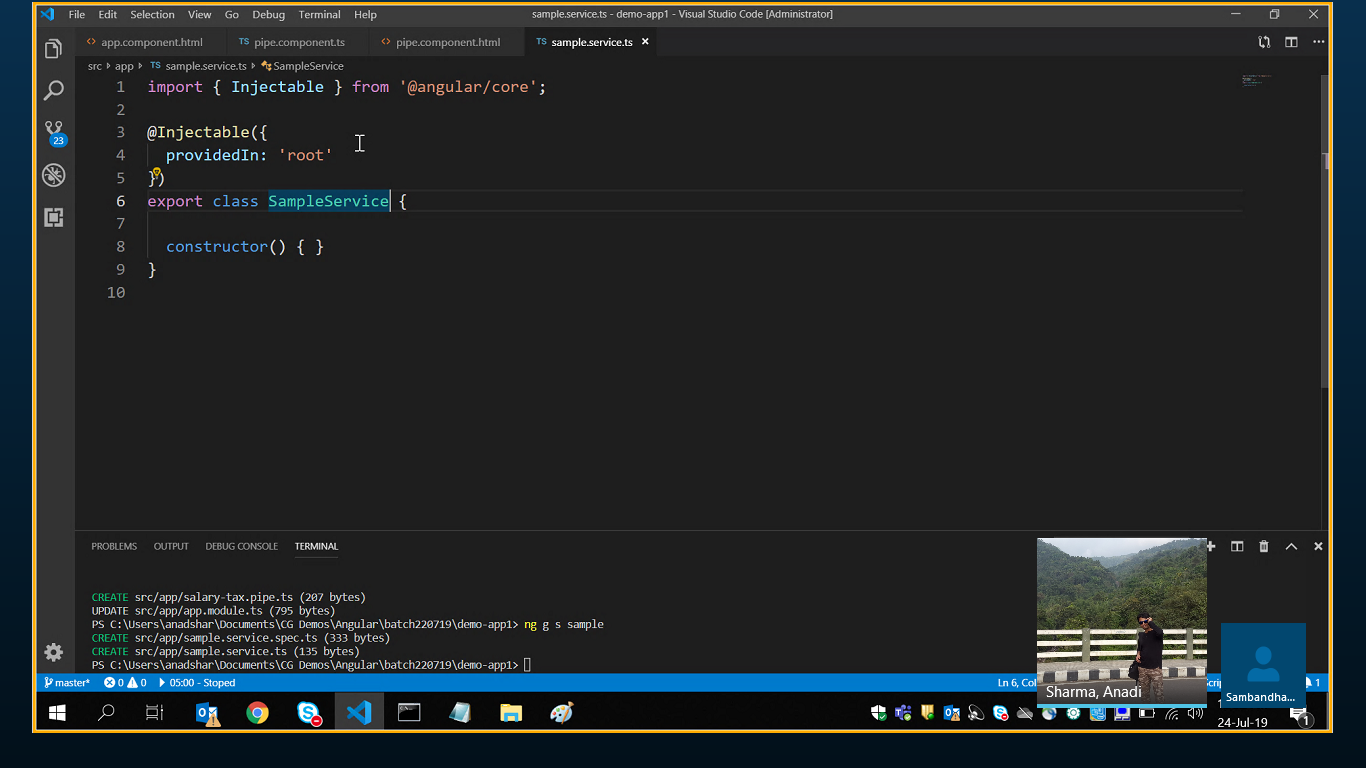 File Edit Selection View Go Debug Terminal Help
sample.service.ts - demo-app1 - Visual Studio Code [Administrator]
app.component.html
TS pipe.component.ts
pipe.component.html
TS sample.service.ts
src › app › TS sample.service.ts › SampleService
1 import { Injectable } from '@angular/core';
2
3 @Injectable({
4 providedIn: 'root'
5 })
6 export class SampleService {
7
8 constructor() { }
9 }
10
23
PROBLEMS OUTPUT DEBUG CONSOLE TERMINAL
CREATE src/app/salary-tax.pipe.ts (207 bytes)
UPDATE src/app/app.module.ts (795 bytes)
PS C:\Users\anadshar\Documents\CG Demos\Angular\batch220719\demo-app1> ng g s sample
CREATE src/app/sample.service.spec.ts (333 bytes)
CREATE src/app/sample.service.ts (135 bytes)
PS C:\Users\anadshar\Documents\CG Demos\Angular\batch220719\demo-app1>
master* 0 0 05:00 - Stoped
Ln 6, Col
1
Sharma, Anadi
Sambandha...
24-Jul-19
1